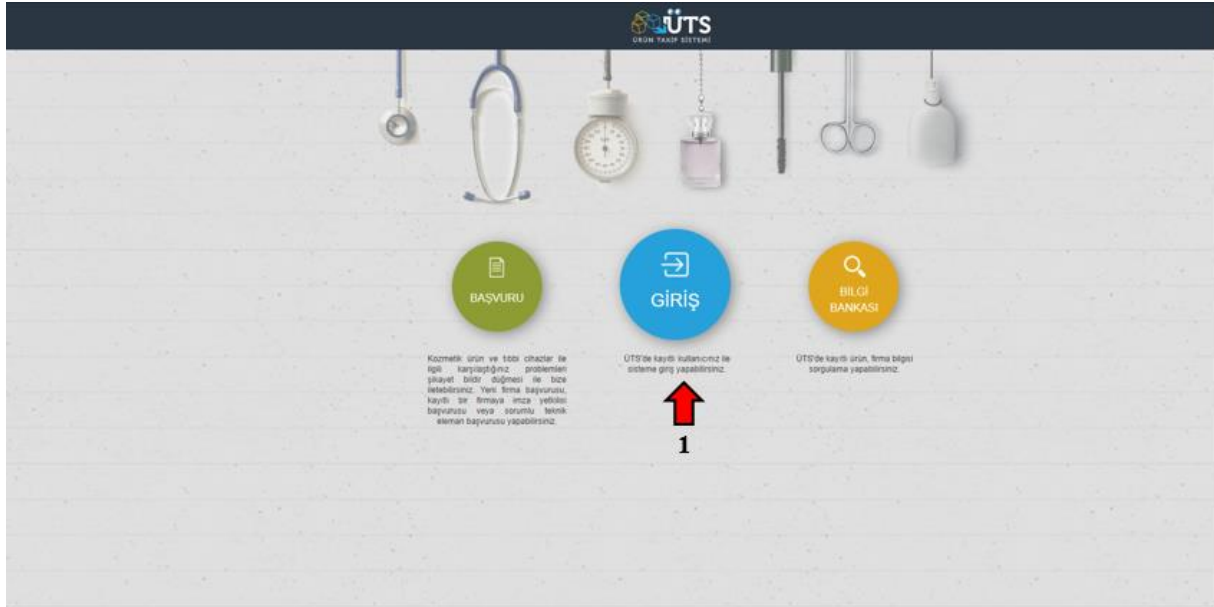 ÜTS
ÜRÜN TAKİP SİSTEMİ
BAŞVURU
GİRİŞ
BİLGİ
BANKASI
Kozmetik ürün ve tıbbi cihazlar ile
ilgili karşılaştığınız problemleri
şikayet bildir düğmesi ile bize
iletebilirsiniz. Yeni firma başvurusu,
kayıtlı bir firmaya imza yetkilisi
başvurusu veya sorumlu teknik
eleman başvurusu yapabilirsiniz.
ÜTS'de kayıtlı kullanıcınız ile
sisteme giriş yapabilirsiniz.
ÜTS'de kayıtlı ürün, firma bilgisi
sorgulama yapabilirsiniz.
1